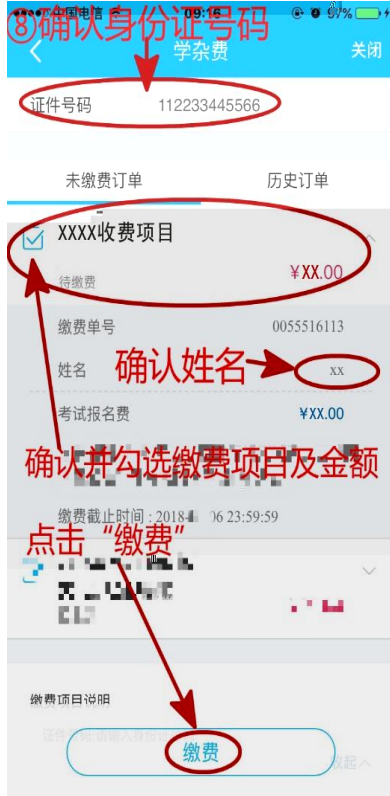 中国电信 09:16 67%
⑧确认身份证号码
学杂费 关闭
证件号码 112233445566
未缴费订单 历史订单
XXXX收费项目
待缴费 ¥XX.00
缴费单号 0055516113
姓名 确认姓名 xx
考试报名费 ¥XX.00
确认并勾选缴费项目及金额
缴费截止时间:2018- 06 23:59:59
点击“缴费”
缴费项目说明
缴费
收起